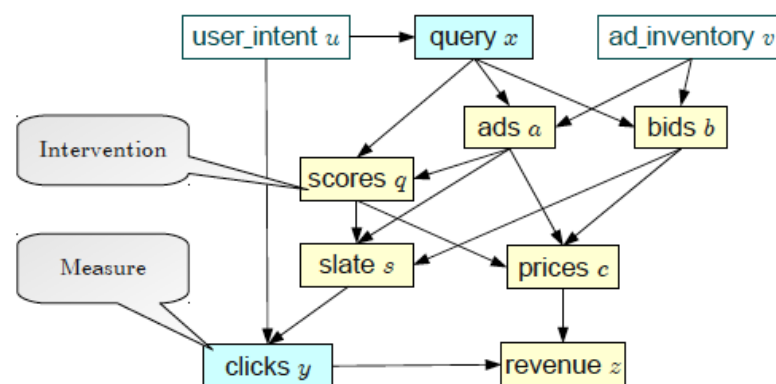 user_intent u
query x
ad_inventory v
ads a
bids b
Intervention
scores q
slate s
prices c
Measure
clicks y
revenue z